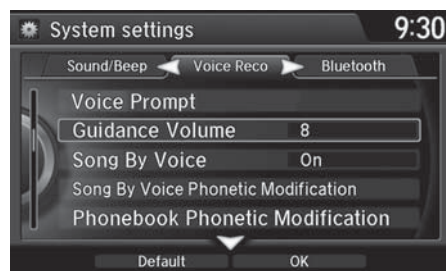 System settings 9:30
Sound/Beep Voice Reco Bluetooth
Voice Prompt
Guidance Volume 8
Song By Voice On
Song By Voice Phonetic Modification
Phonebook Phonetic Modification
Default OK